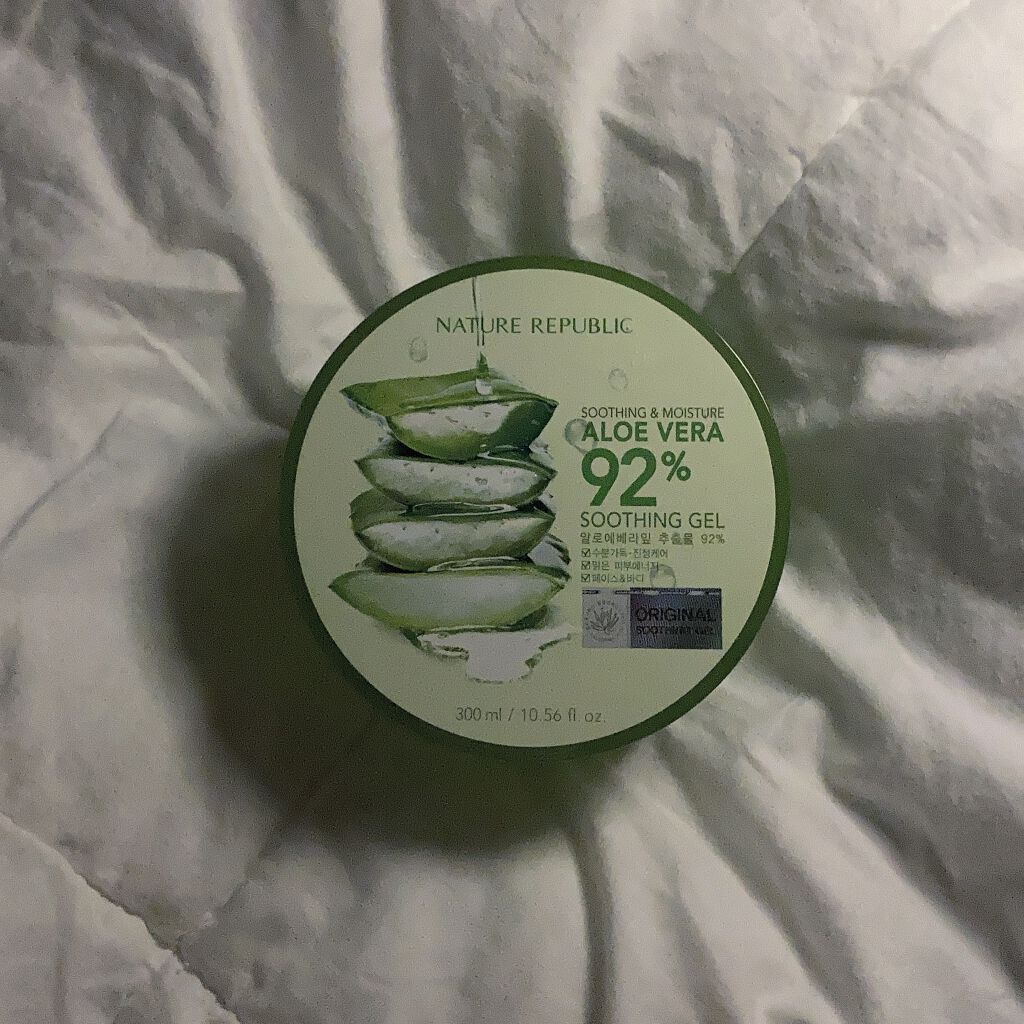 NATURE REPUBLIC
SOOTHING & MOISTURE
ALOE VERA
92%
SOOTHING GEL
알로에베라잎 추출물 92%
수분가득·진정케어
맑은 피부에너지
페이스&바디
ORIGINAL
SOOTHING GEL
300 ml / 10.56 fl. oz.